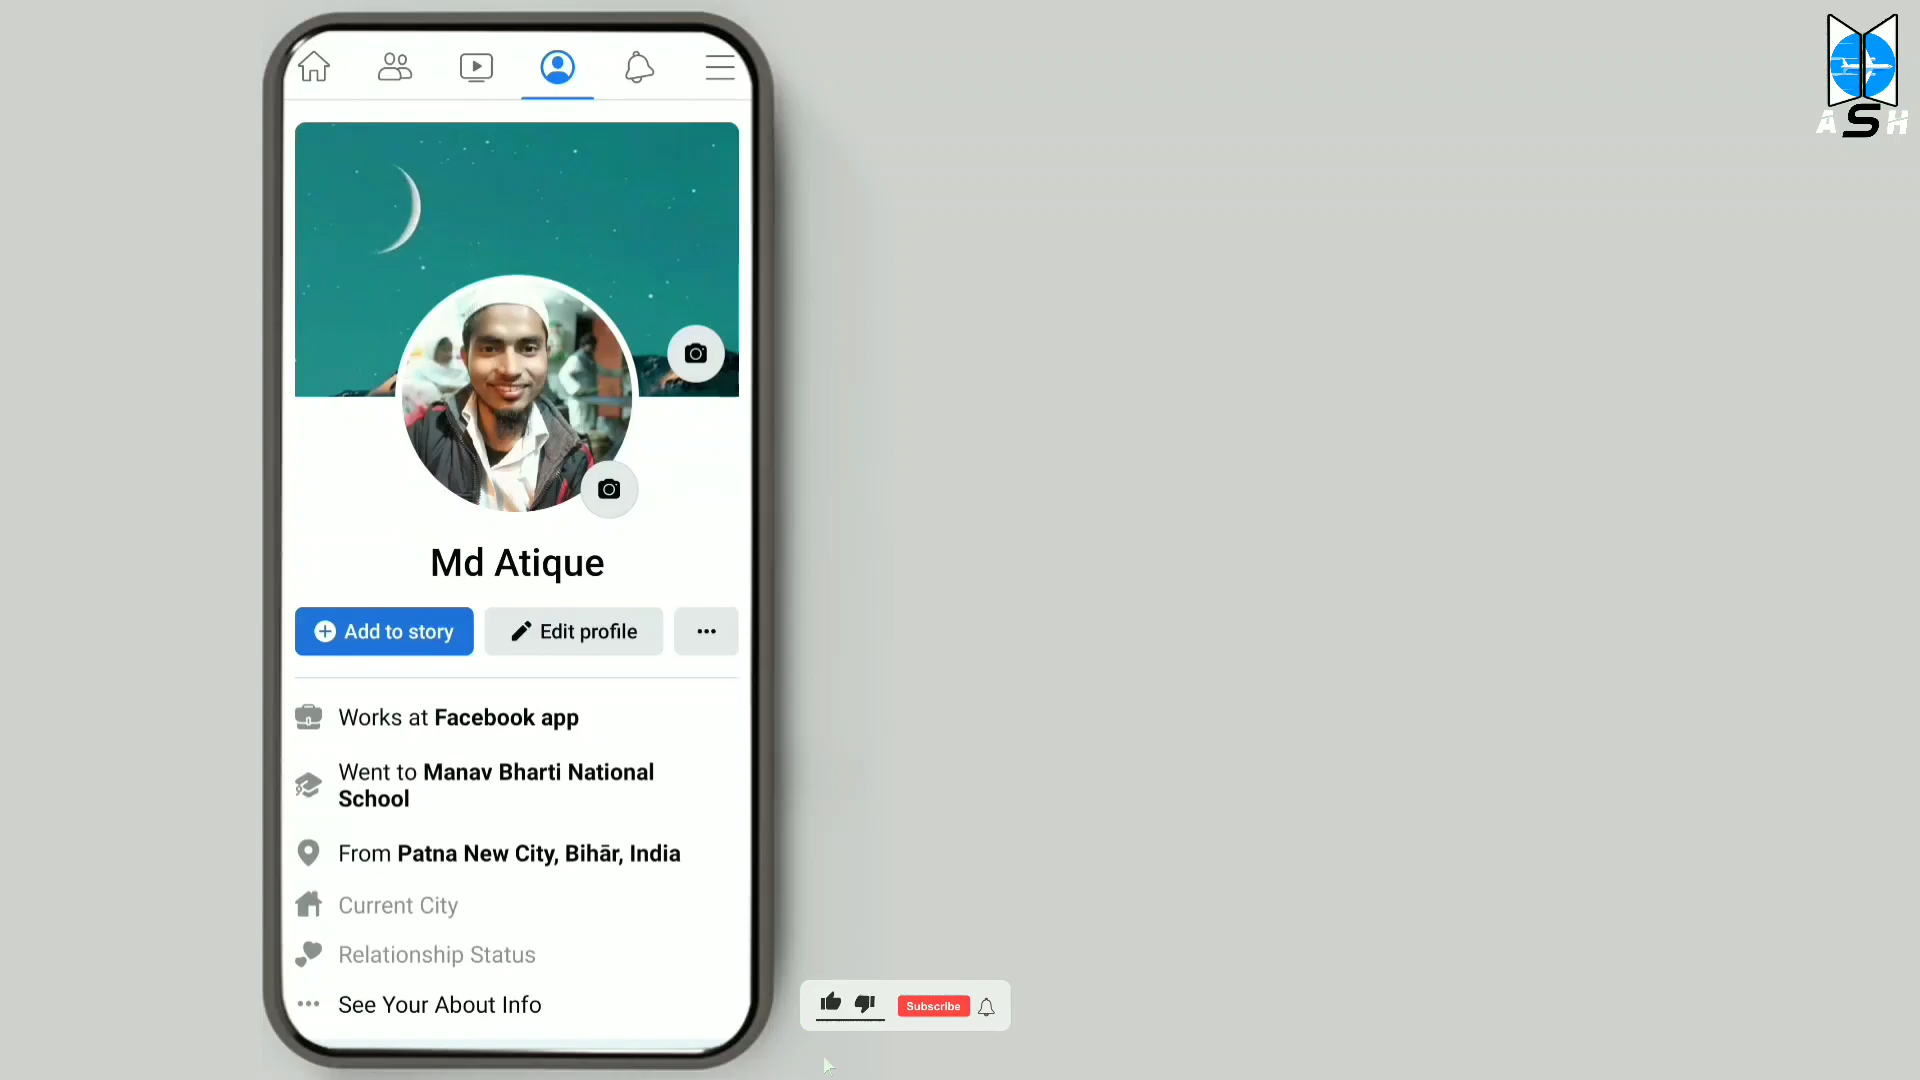 ASH
Md Atique
Add to story
Edit profile
Works at Facebook app
Went to Manav Bharti National
School
From Patna New City, Bihār, India
Current City
Relationship Status
See Your About Info
Subscribe